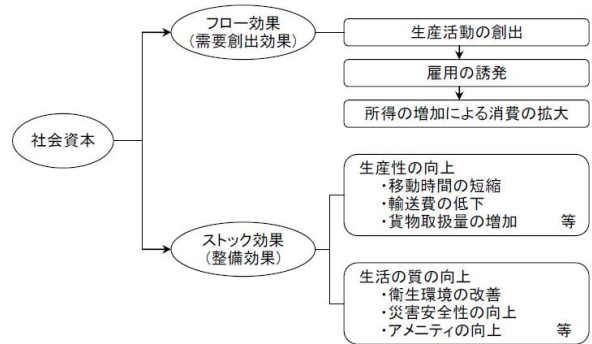 社会資本
フロー効果
（需要創出効果）
生産活動の創出
雇用の誘発
所得の増加による消費の拡大
ストック効果
（整備効果）
生産性の向上
・移動時間の短縮
・輸送費の低下
・貨物取扱量の増加　等
生活の質の向上
・衛生環境の改善
・災害安全性の向上
・アメニティの向上　等